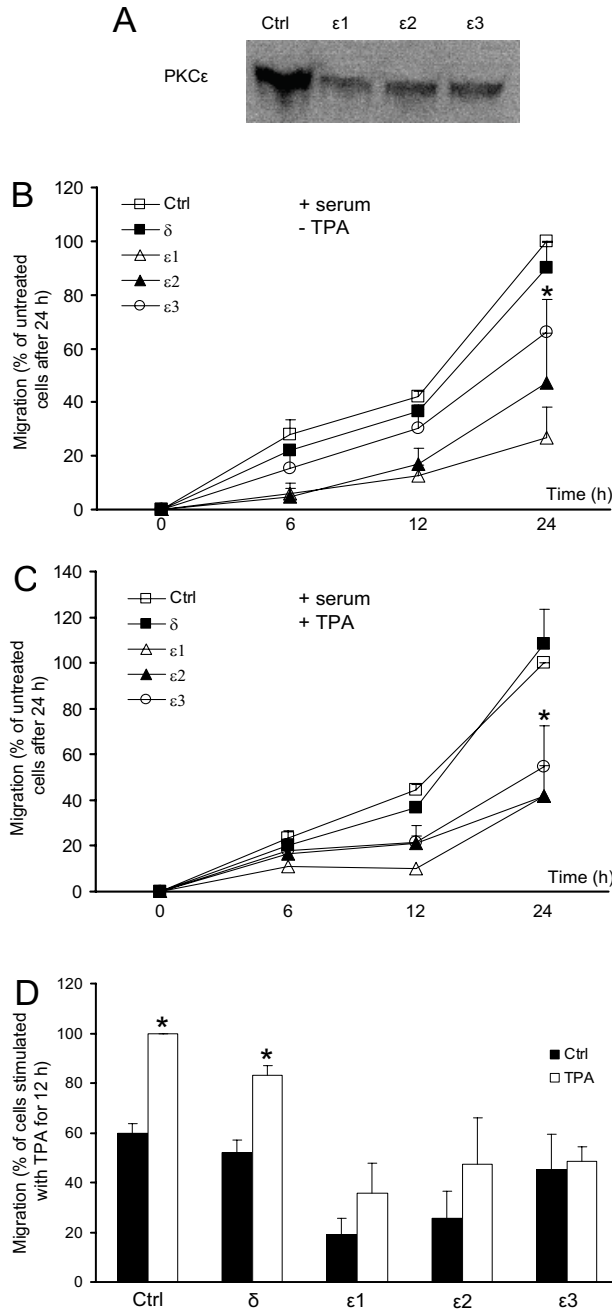 A
Ctrl ε1 ε2 ε3
PKCε
B
120
100
80
60
40
20
0
Migration (% of untreated
cells after 24 h)
Ctrl
δ
ε1
ε2
ε3
+ serum
- TPA
*
Time (h)
0 6 12 24
C
140
120
100
80
60
40
20
0
Migration (% of untreated
cells after 24 h)
Ctrl
δ
ε1
ε2
ε3
+ serum
+ TPA
*
Time (h)
0 6 12 24
D
120
100
80
60
40
20
0
Migration (% of cells stimulated
with TPA for 12 h)
* *
Ctrl
TPA
Ctrl δ ε1 ε2 ε3